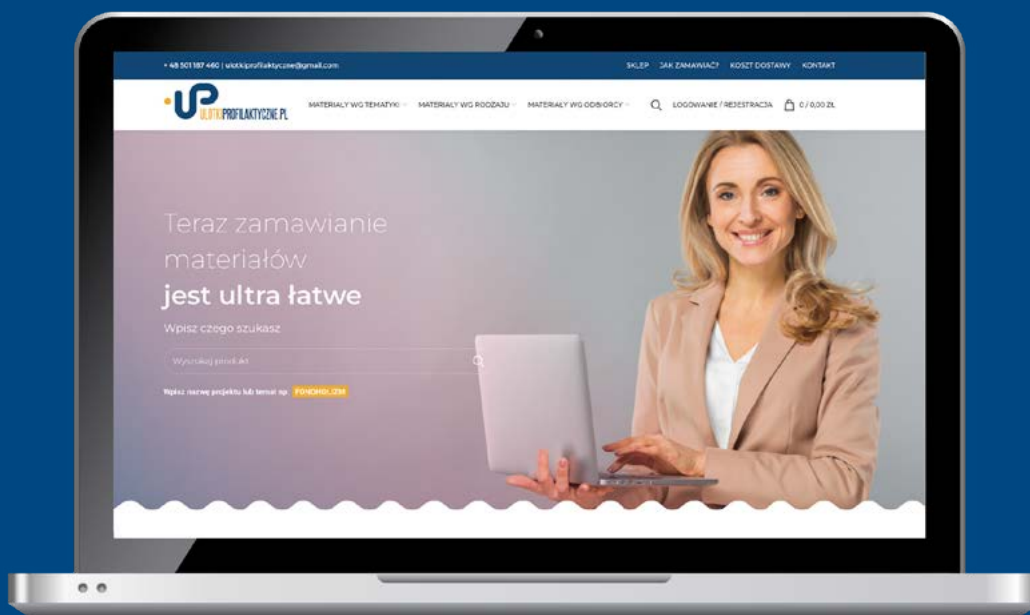 + 48 501 187 460 | ulotkiprofilaktyczne@gmail.com
SKLEP JAK ZAMAWIAĆ? KOSZT DOSTAWY KONTAKT
UP
ULOTKIPROFILAKTYCZNE.PL
MATERIAŁY WG TEMATYKI MATERIAŁY WG RODZAJU MATERIAŁY WG ODBIORCY LOGOWANIE / REJESTRACJA 0 / 0,00 ZŁ
Teraz zamawianie
materiałów
jest ultra łatwe
Wpisz czego szukasz
Wyszukaj produkt
Wpisz nazwę projektu lub temat np. FONOHOLIZM